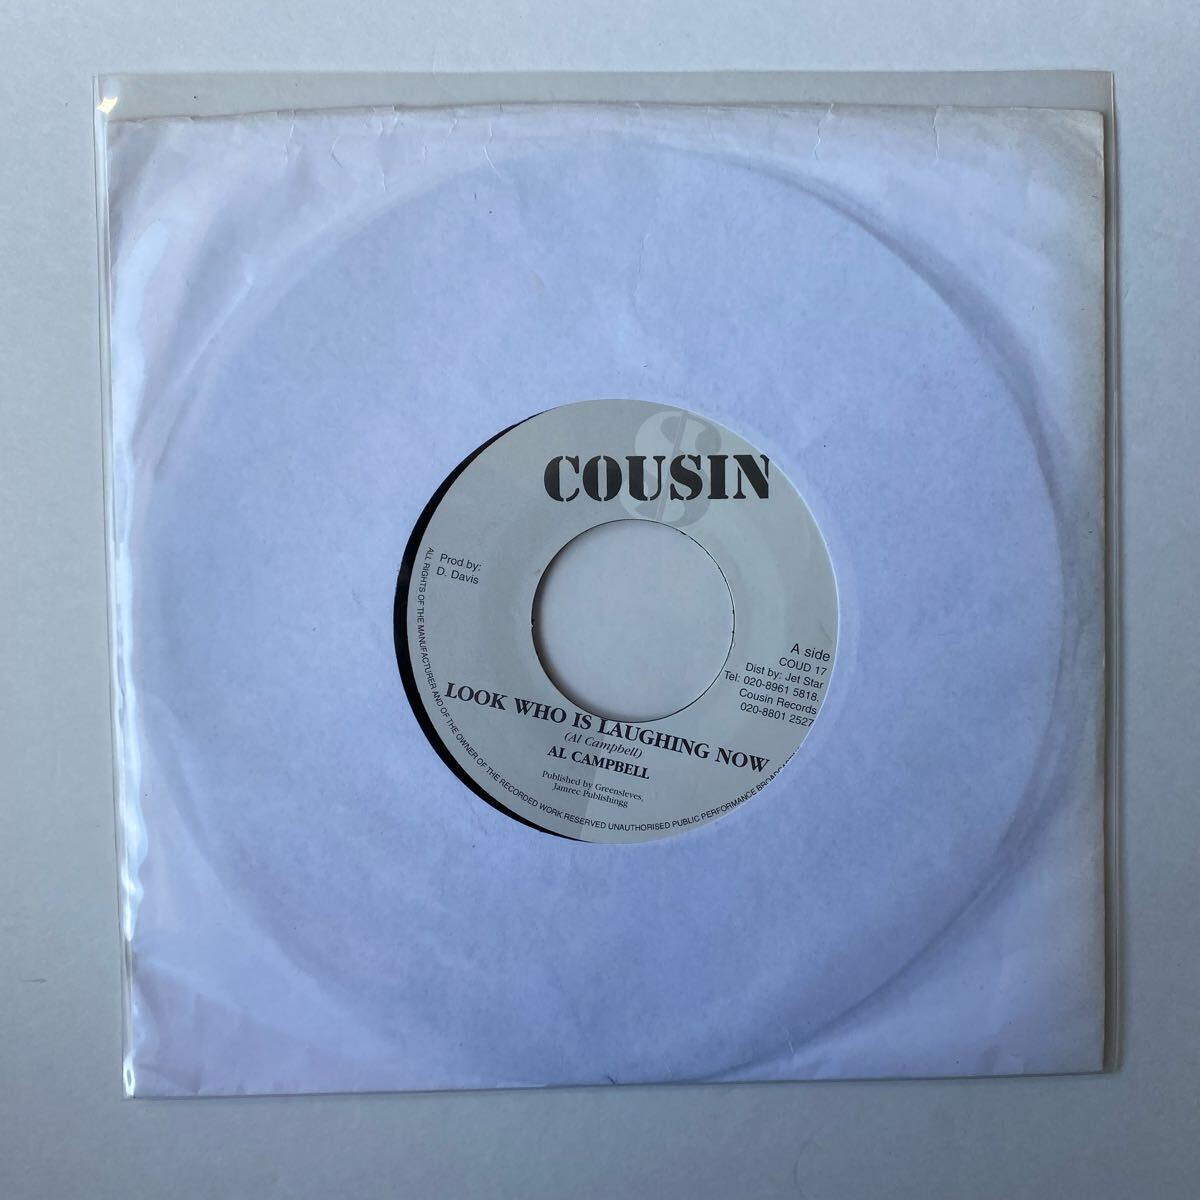 $
COUSIN
Prod by:
D. Davis
A side
COUD 17
Dist by: Jet Star
Tel: 020-8961 5818.
Cousin Records
020-8801 2527
LOOK WHO IS LAUGHING NOW
(Al Campbell)
AL CAMPBELL
Published by Greensleves,
Jamrec Publishingg
ALL RIGHTS OF THE MANUFACTURER AND OF THE OWNER OF THE RECORDED WORK RESERVED UNAUTHORISED PUBLIC PERFORMANCE